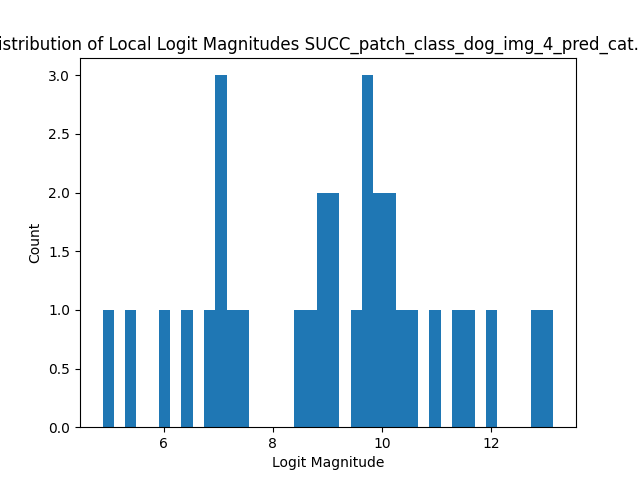 istribution of Local Logit Magnitudes SUCC_patch_class_dog_img_4_pred_cat.
3.0
2.5
2.0
1.5
1.0
0.5
0.0
Count
6 8 10 12
Logit Magnitude